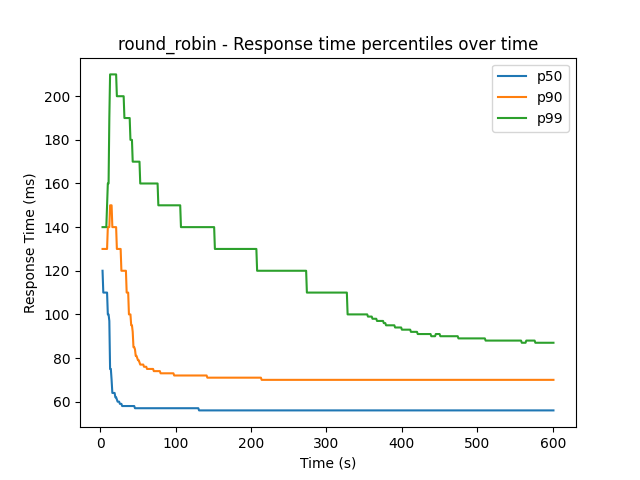 round_robin - Response time percentiles over time
p50
p90
p99
Response Time (ms)
200
180
160
140
120
100
80
60
0 100 200 300 400 500 600
Time (s)